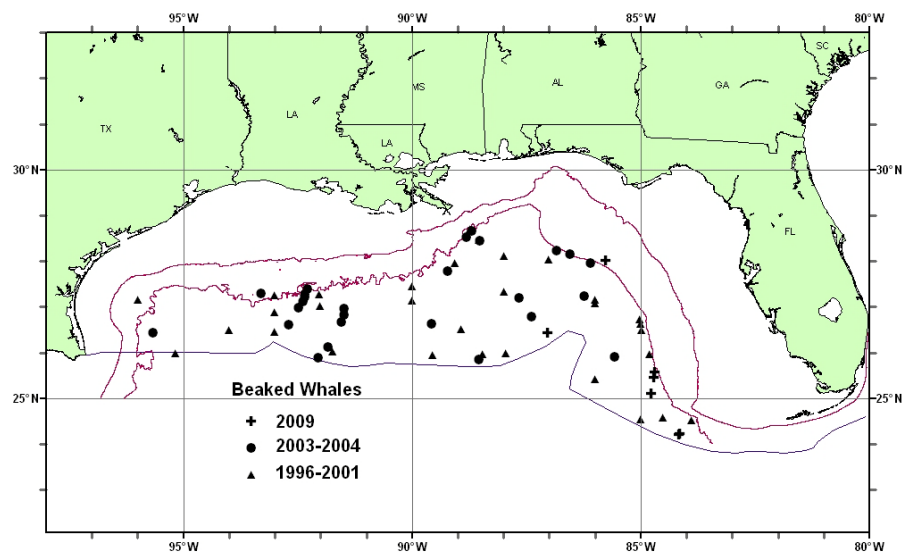 95°W 90°W 85°W 80°W
SC
MS AL GA
LA
TX
LA
30°N 30°N
FL
25°N 25°N
Beaked Whales
2009
2003-2004
1996-2001
95°W 90°W 85°W 80°W